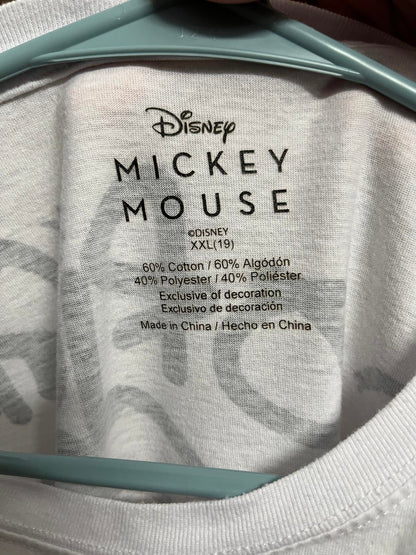 Disney
MICKEY
MOUSE
©DISNEY
XXL(19)
60% Cotton / 60% Algódón
40% Polyester / 40% Poliéster
Exclusive of decoration
Exclusivo de decoración
Made in China / Hecho en China